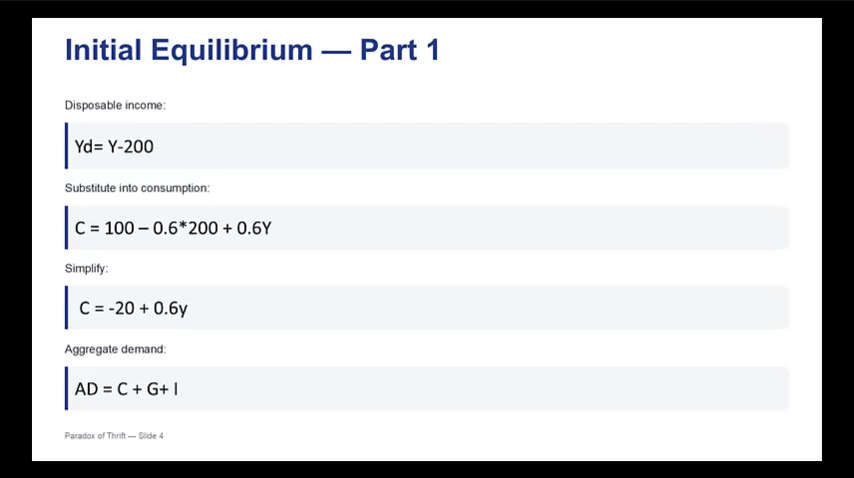 Initial Equilibrium — Part 1
Disposable income:
Yd= Y-200
Substitute into consumption:
C = 100 – 0.6*200 + 0.6Y
Simplify:
C = -20 + 0.6y
Aggregate demand:
AD = C + G+ I
Paradox of Thrift — Slide 4